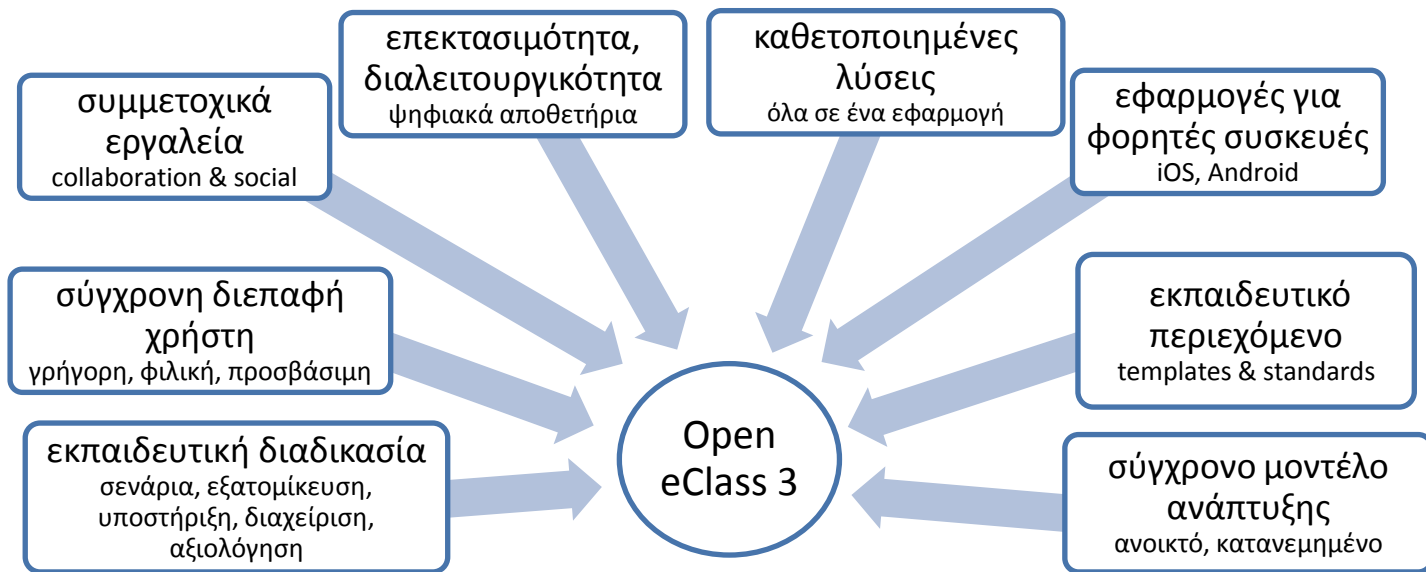 επεκτασιμότητα,
διαλειτουργικότητα
ψηφιακά αποθετήρια
καθετοποιημένες
λύσεις
όλα σε ένα εφαρμογή
συμμετοχικά
εργαλεία
collaboration & social
εφαρμογές για
φορητές συσκευές
iOS, Android
σύγχρονη διεπαφή
χρήστη
γρήγορη, φιλική, προσβάσιμη
εκπαιδευτικό
περιεχόμενο
templates & standards
εκπαιδευτική διαδικασία
σενάρια, εξατομίκευση,
υποστήριξη, διαχείριση,
αξιολόγηση
Open
eClass 3
σύγχρονο μοντέλο
ανάπτυξης
ανοικτό, κατανεμημένο